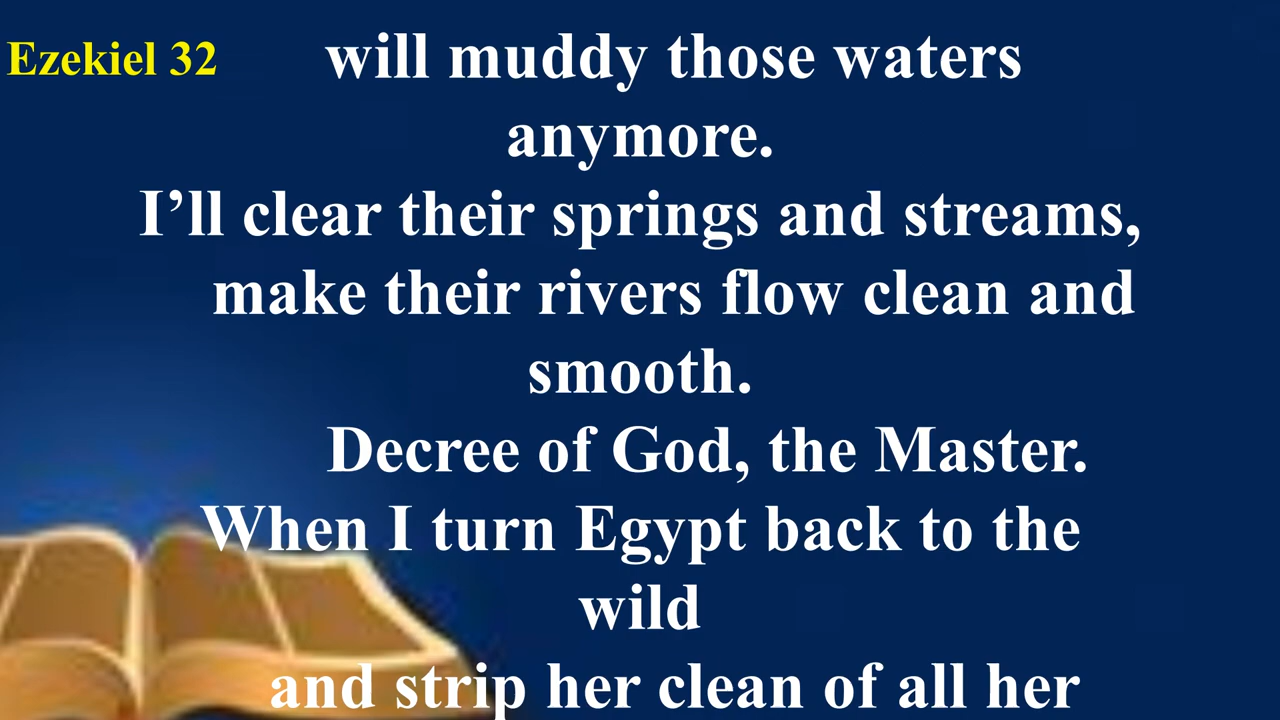 Ezekiel 32
will muddy those waters
anymore.
I’ll clear their springs and streams,
make their rivers flow clean and
smooth.
Decree of God, the Master.
When I turn Egypt back to the
wild
and strip her clean of all her